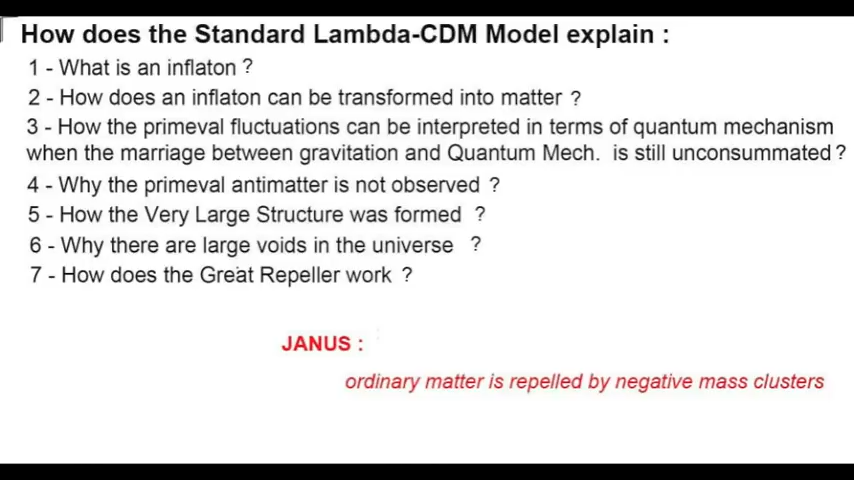 How does the Standard Lambda-CDM Model explain :
1 - What is an inflaton ?
2 - How does an inflaton can be transformed into matter ?
3 - How the primeval fluctuations can be interpreted in terms of quantum mechanism
when the marriage between gravitation and Quantum Mech. is still unconsummated ?
4 - Why the primeval antimatter is not observed ?
5 - How the Very Large Structure was formed ?
6 - Why there are large voids in the universe ?
7 - How does the Great Repeller work ?
JANUS :
ordinary matter is repelled by negative mass clusters